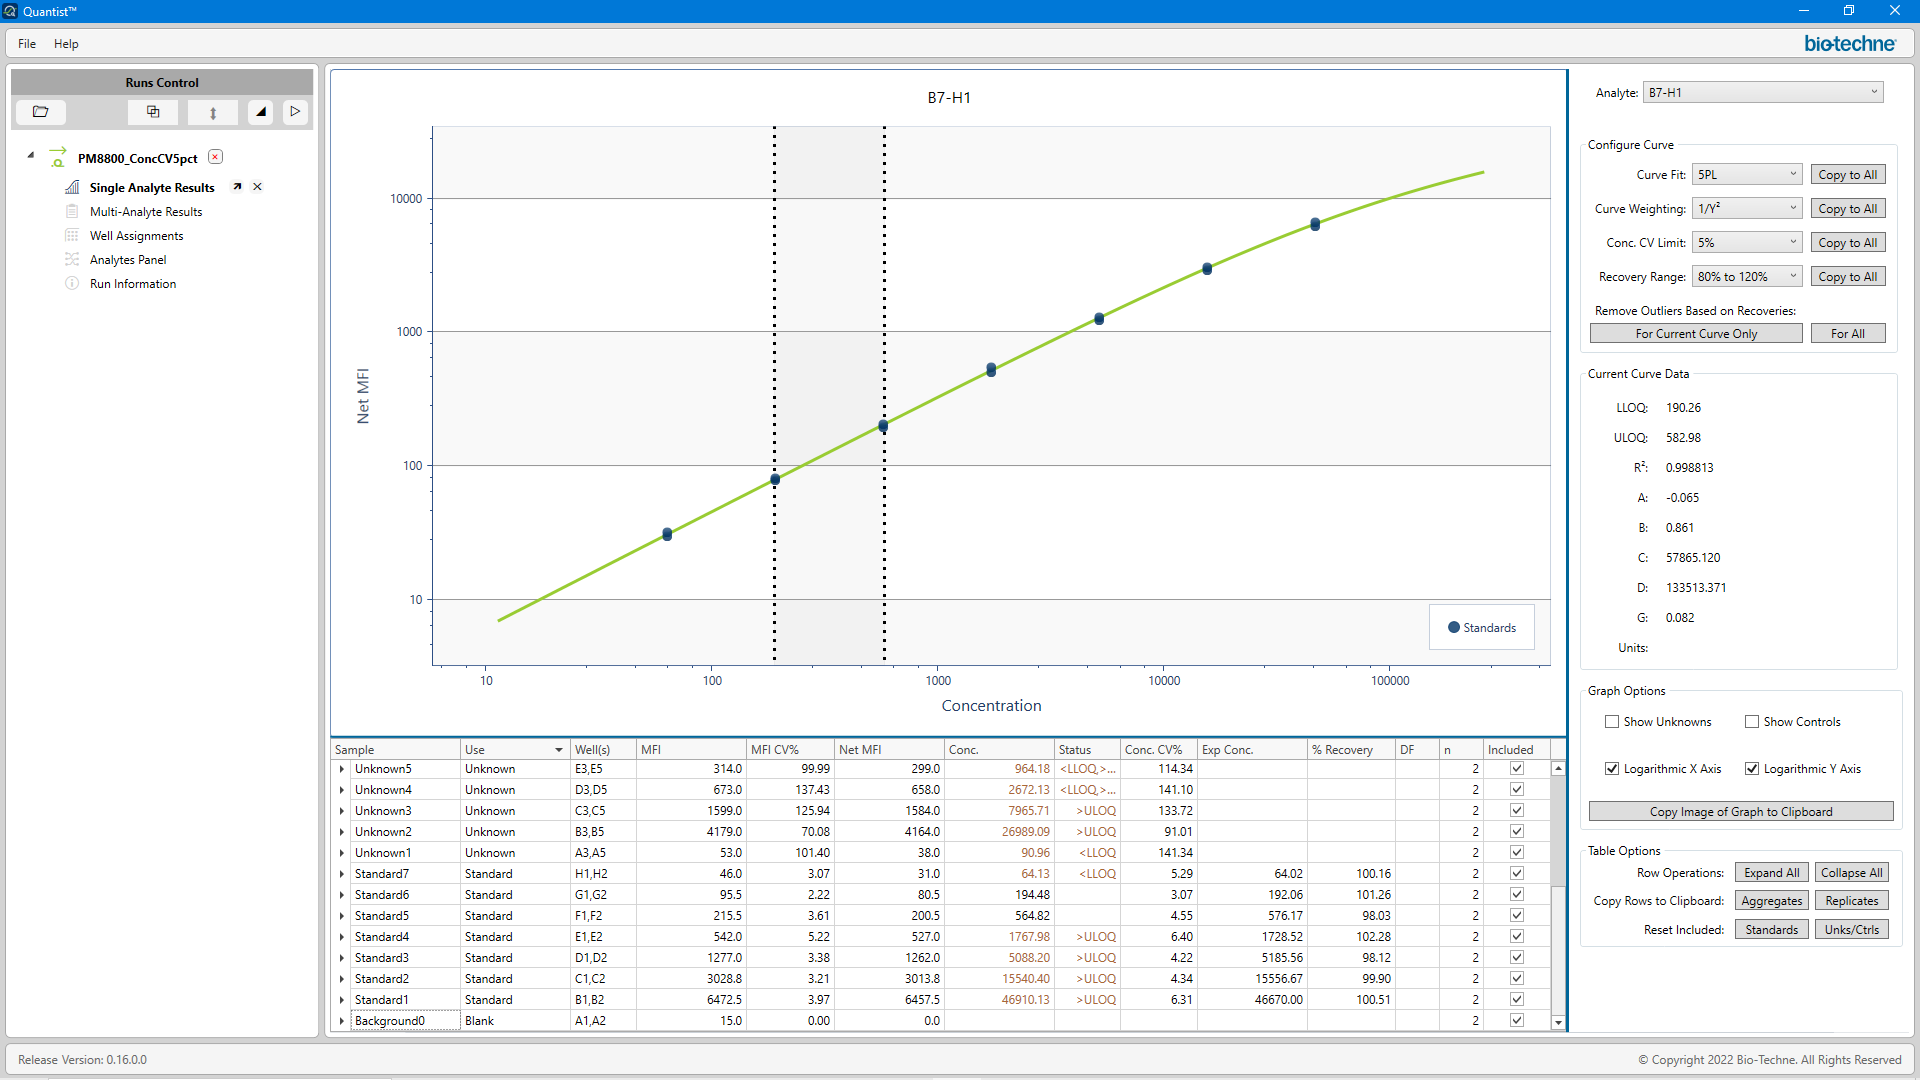 Quantist™
File Help
bio-techne
Runs Control
PM8800_ConcCV5pct
Single Analyte Results
Multi-Analyte Results
Well Assignments
Analytes Panel
Run Information
B7-H1
Net MFI
10000
1000
100
10
10 100 1000 10000 100000
Concentration
Standards
Sample Use Well(s) MFI MFI CV% Net MFI Conc. Status Conc. CV% Exp Conc. % Recovery DF n Included
Unknown5 Unknown E3,E5 314.0 99.99 299.0 964.18 <LLOQ,>... 114.34 2
Unknown4 Unknown D3,D5 673.0 137.43 658.0 2672.13 <LLOQ,>... 141.10 2
Unknown3 Unknown C3,C5 1599.0 125.94 1584.0 7965.71 >ULOQ 133.72 2
Unknown2 Unknown B3,B5 4179.0 70.08 4164.0 26989.09 >ULOQ 91.01 2
Unknown1 Unknown A3,A5 53.0 101.40 38.0 90.96 <LLOQ 141.34 2
Standard7 Standard H1,H2 46.0 3.07 31.0 64.13 <LLOQ 5.29 64.02 100.16 2
Standard6 Standard G1,G2 95.5 2.22 80.5 194.48 3.07 192.06 101.26 2
Standard5 Standard F1,F2 215.5 3.61 200.5 564.82 4.55 576.17 98.03 2
Standard4 Standard E1,E2 542.0 5.22 527.0 1767.98 >ULOQ 6.40 1728.52 102.28 2
Standard3 Standard D1,D2 1277.0 3.38 1262.0 5088.20 >ULOQ 4.22 5185.56 98.12 2
Standard2 Standard C1,C2 3028.8 3.21 3013.8 15540.40 >ULOQ 4.34 15556.67 99.90 2
Standard1 Standard B1,B2 6472.5 3.97 6457.5 46910.13 >ULOQ 6.31 46670.00 100.51 2
Background0 Blank A1,A2 15.0 0.00 0.0 2
Analyte: B7-H1
Configure Curve
Curve Fit: 5PL Copy to All
Curve Weighting: 1/Y² Copy to All
Conc. CV Limit: 5% Copy to All
Recovery Range: 80% to 120% Copy to All
Remove Outliers Based on Recoveries:
For Current Curve Only For All
Current Curve Data
LLOQ: 190.26
ULOQ: 582.98
R²: 0.998813
A: -0.065
B: 0.861
C: 57865.120
D: 133513.371
G: 0.082
Units:
Graph Options
Show Unknowns Show Controls
Logarithmic X Axis Logarithmic Y Axis
Copy Image of Graph to Clipboard
Table Options
Row Operations: Expand All Collapse All
Copy Rows to Clipboard: Aggregates Replicates
Reset Included: Standards Unks/Ctrls
Release Version: 0.16.0.0
© Copyright 2022 Bio-Techne. All Rights Reserved